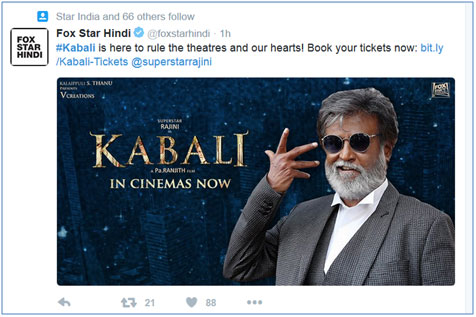 Star India and 66 others follow
Fox Star Hindi @foxstarhindi · 1h
FOX
STAR
HINDI
#Kabali is here to rule the theatres and our hearts! Book your tickets now: bit.ly
/Kabali-Tickets @superstarrajini
KALAIPPULI S. THANU
PRESENTS
V CREATIONS
FOX
STAR
SUPERSTAR
RAJINI
IN
KABALI
A Pa.RANJITH FILM
IN CINEMAS NOW
21
88